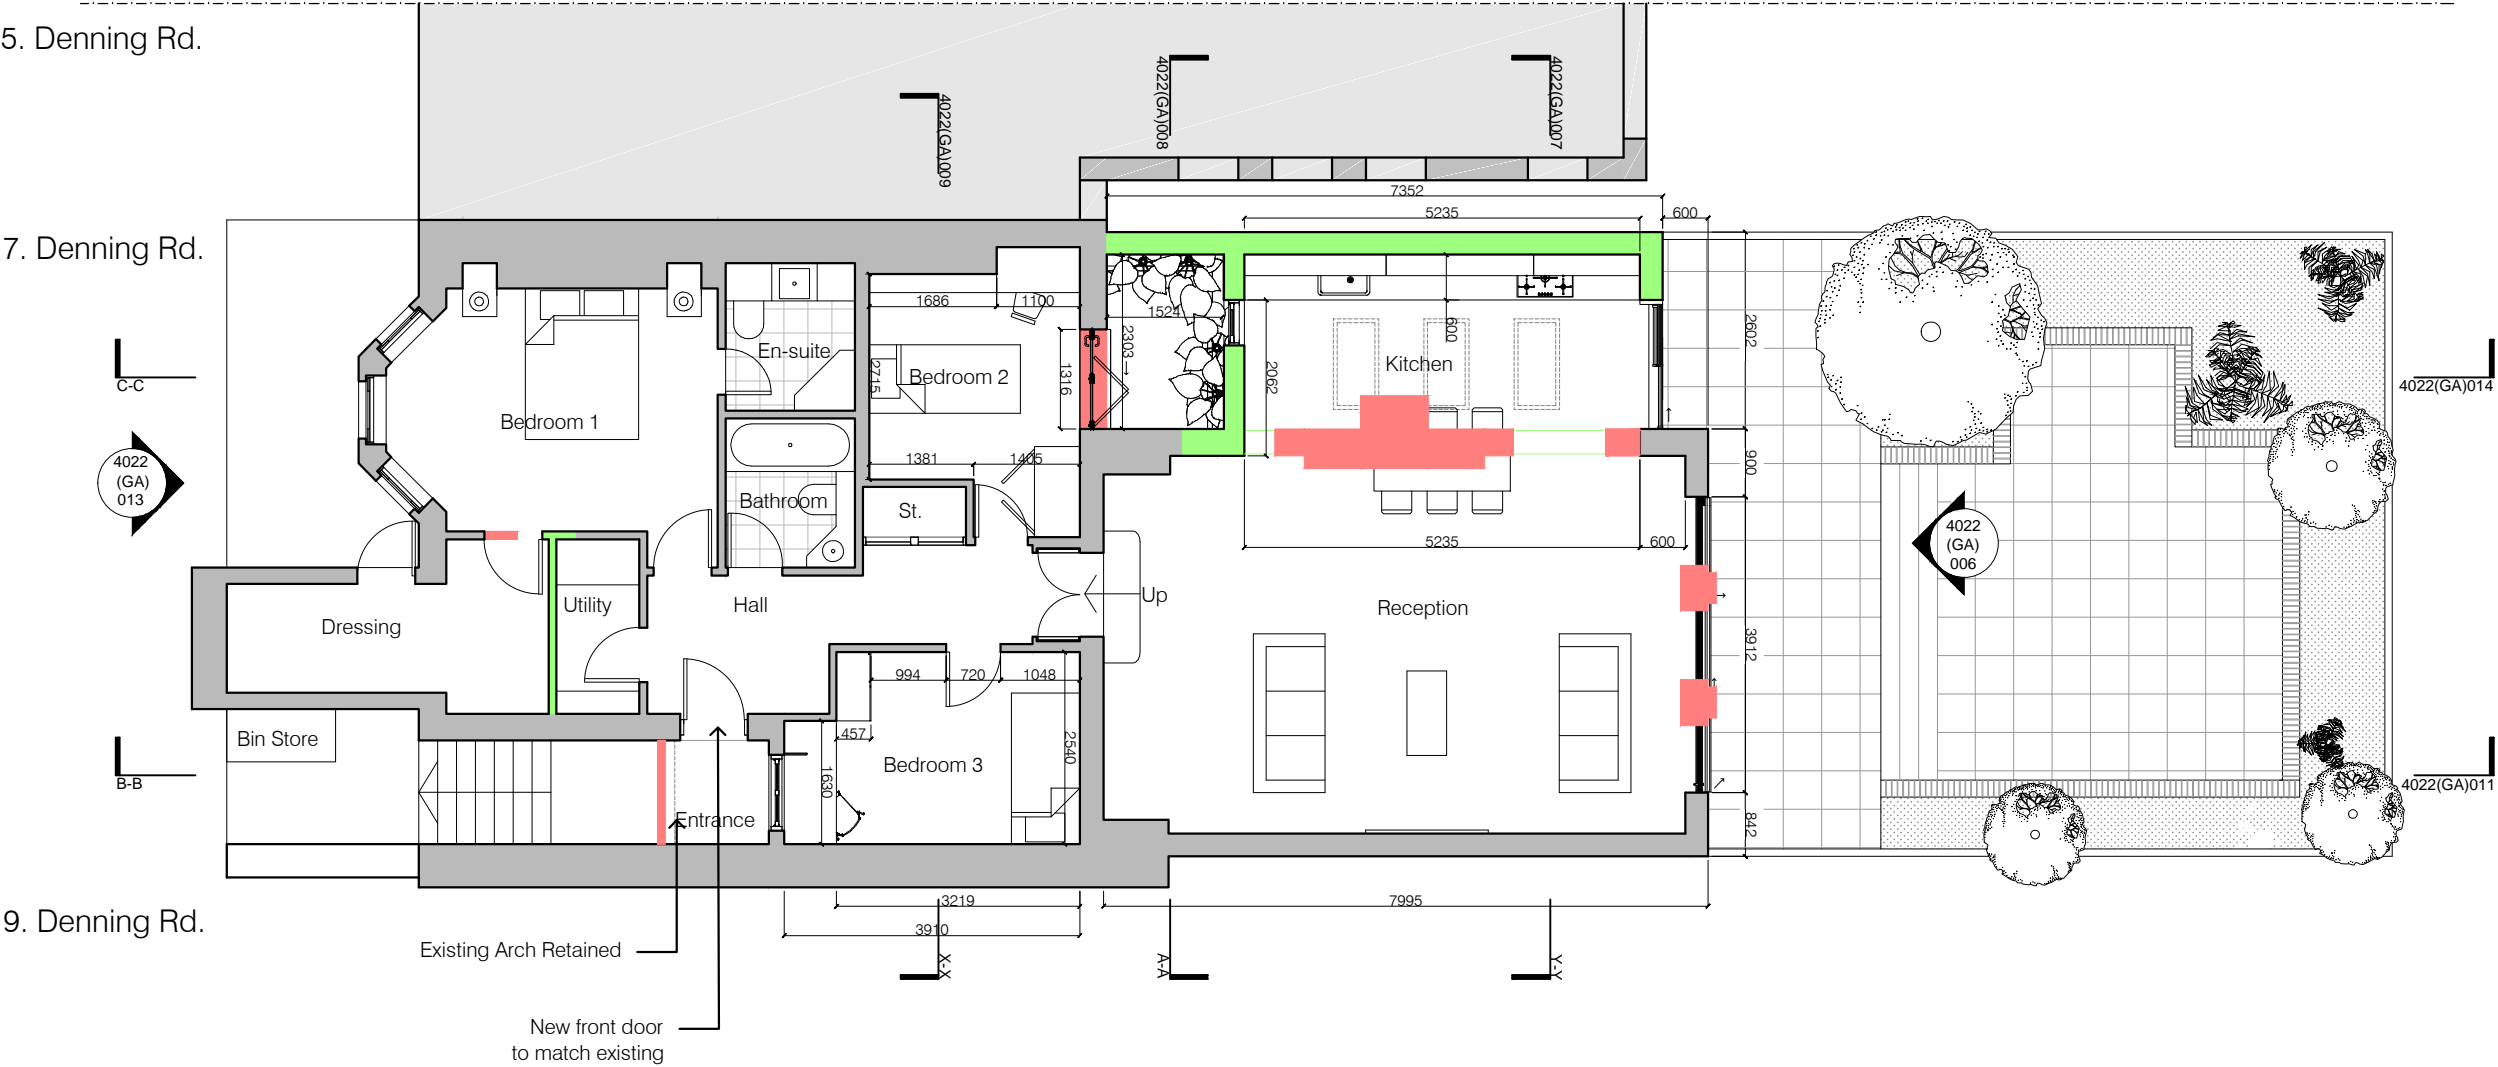 5. Denning Rd.
4022(GA)009
4022(GA)008
4022(GA)007
7352
5235
600
7. Denning Rd.
1686
1100
1524
2303
600
2602
En-suite
Kitchen
2715
Bedroom 2
1316
2062
C-C
4022(GA)014
Bedroom 1
1381
1405
900
4022
(GA)
013
Bathroom
St.
4022
(GA)
006
5235
600
Utility
Hall
Up
Reception
Dressing
3912
994
720
1048
457
2540
Bin Store
Bedroom 3
1630
B-B
4022(GA)011
Entrance
842
3219
7995
3910
9. Denning Rd.
Existing Arch Retained
X-X
A-A
Y-Y
New front door
to match existing